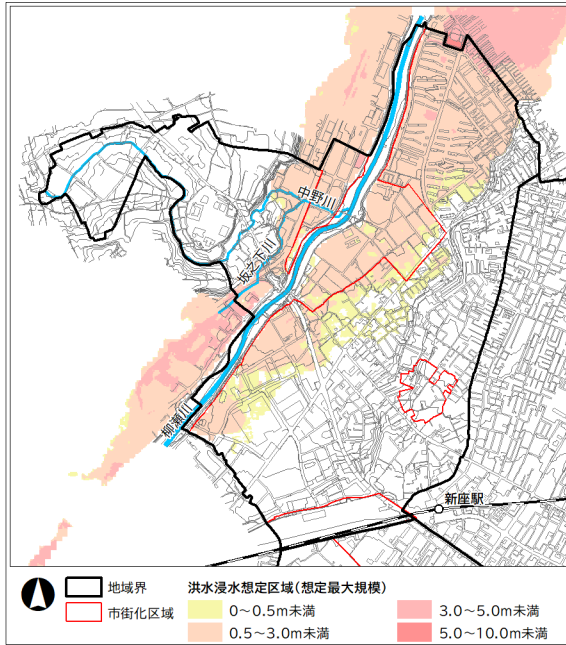 中野川
坂之下川
柳瀬川
新座駅
地域界
市街化区域
洪水浸水想定区域(想定最大規模)
0~0.5m未満
0.5~3.0m未満
3.0~5.0m未満
5.0~10.0m未満